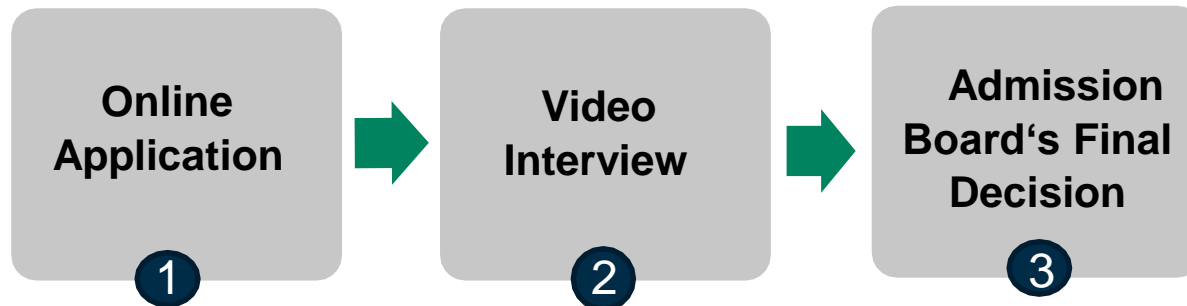 Online
Application
1
Video
Interview
2
Admission
Board‘s Final
Decision
3